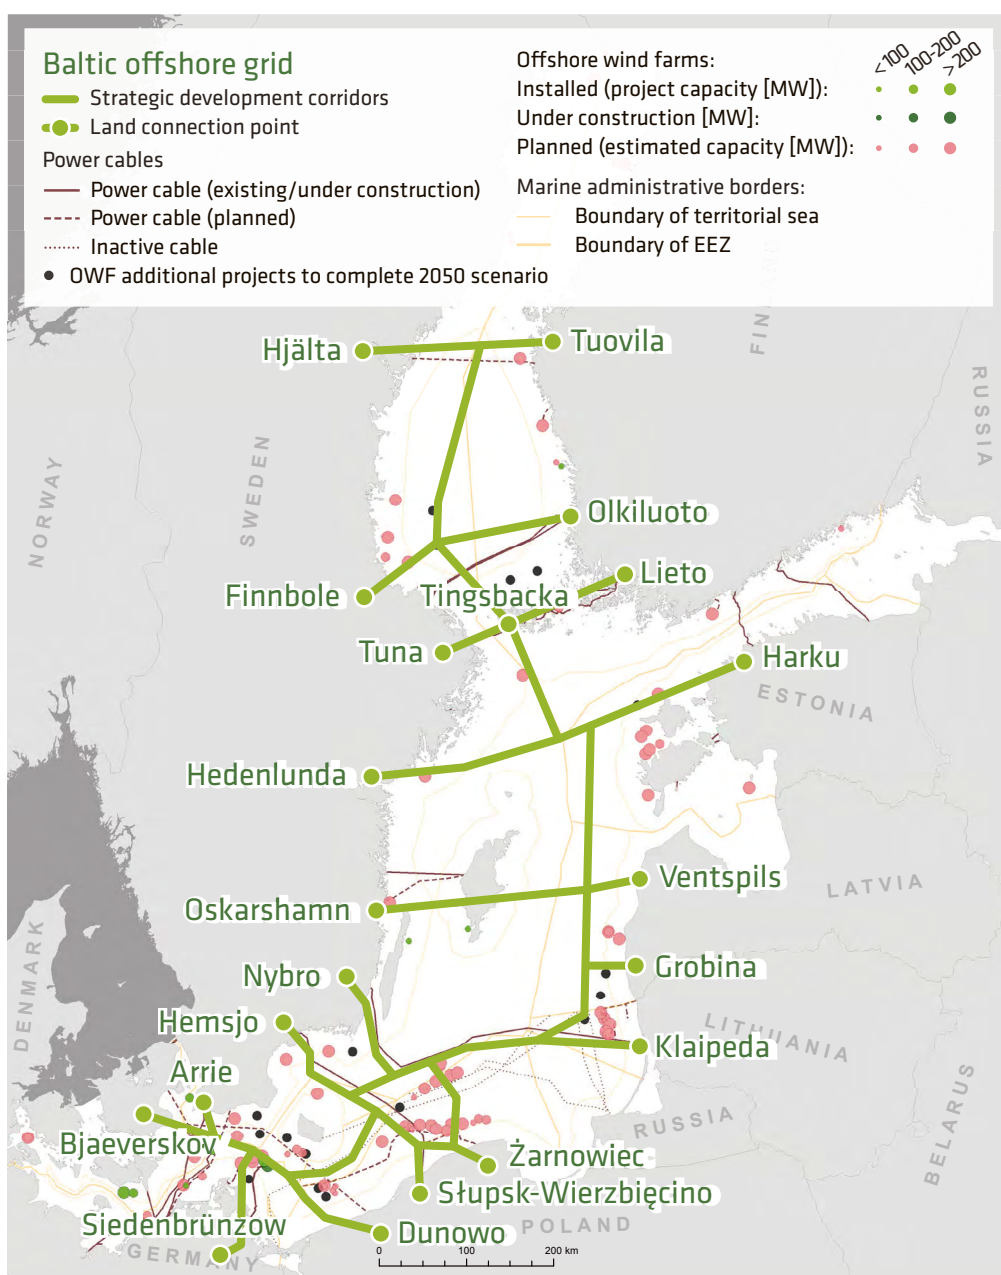 Baltic offshore grid
Strategic development corridors
Land connection point
Power cables
Power cable (existing/under construction)
Power cable (planned)
Inactive cable
OWF additional projects to complete 2050 scenario
<100 100-200 >200
Offshore wind farms:
Installed (project capacity [MW]):
Under construction [MW]:
Planned (estimated capacity [MW]):
Marine administrative borders:
Boundary of territorial sea
Boundary of EEZ
FIN
RUSSIA
Hjälta
Tuovila
NORWAY
SWEDEN
Olkiluoto
Lieto
Finnbole
Tingsbacka
Tuna
Harku
ESTONIA
Hedenlunda
Ventspils
LATVIA
Oskarshamn
DENMARK
Nybro
Grobina
Hemsjo
LITHUANIA
Klaipeda
Arrie
BELARUS
RUSSIA
Bjaeverskov
Żarnowiec
Słupsk-Wierzbięcino
Siedenbrünzow
Dunowo
POLAND
GERMANY
0 100 200 km